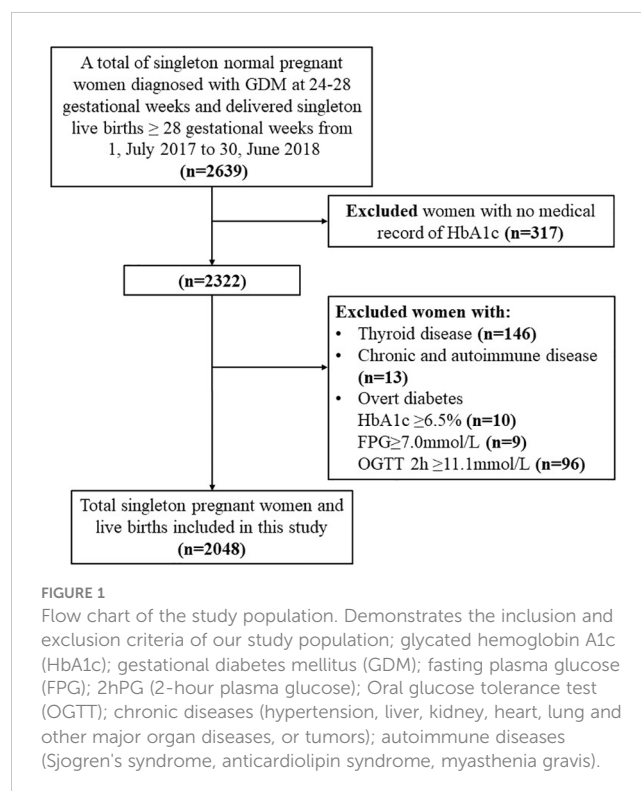 A total of singleton normal pregnant
women diagnosed with GDM at 24-28
gestational weeks and delivered singleton
live births ≥ 28 gestational weeks from
1, July 2017 to 30, June 2018
(n=2639)
Excluded women with no medical
record of HbA1c (n=317)
(n=2322)
Excluded women with:
• Thyroid disease (n=146)
• Chronic and autoimmune disease
(n=13)
• Overt diabetes
HbA1c ≥6.5% (n=10)
FPG≥7.0mmol/L (n=9)
OGTT 2h ≥11.1mmol/L (n=96)
Total singleton pregnant women and
live births included in this study
(n=2048)
FIGURE 1
Flow chart of the study population. Demonstrates the inclusion and
exclusion criteria of our study population; glycated hemoglobin A1c
(HbA1c); gestational diabetes mellitus (GDM); fasting plasma glucose
(FPG); 2hPG (2-hour plasma glucose); Oral glucose tolerance test
(OGTT); chronic diseases (hypertension, liver, kidney, heart, lung and
other major organ diseases, or tumors); autoimmune diseases
(Sjogren's syndrome, anticardiolipin syndrome, myasthenia gravis).